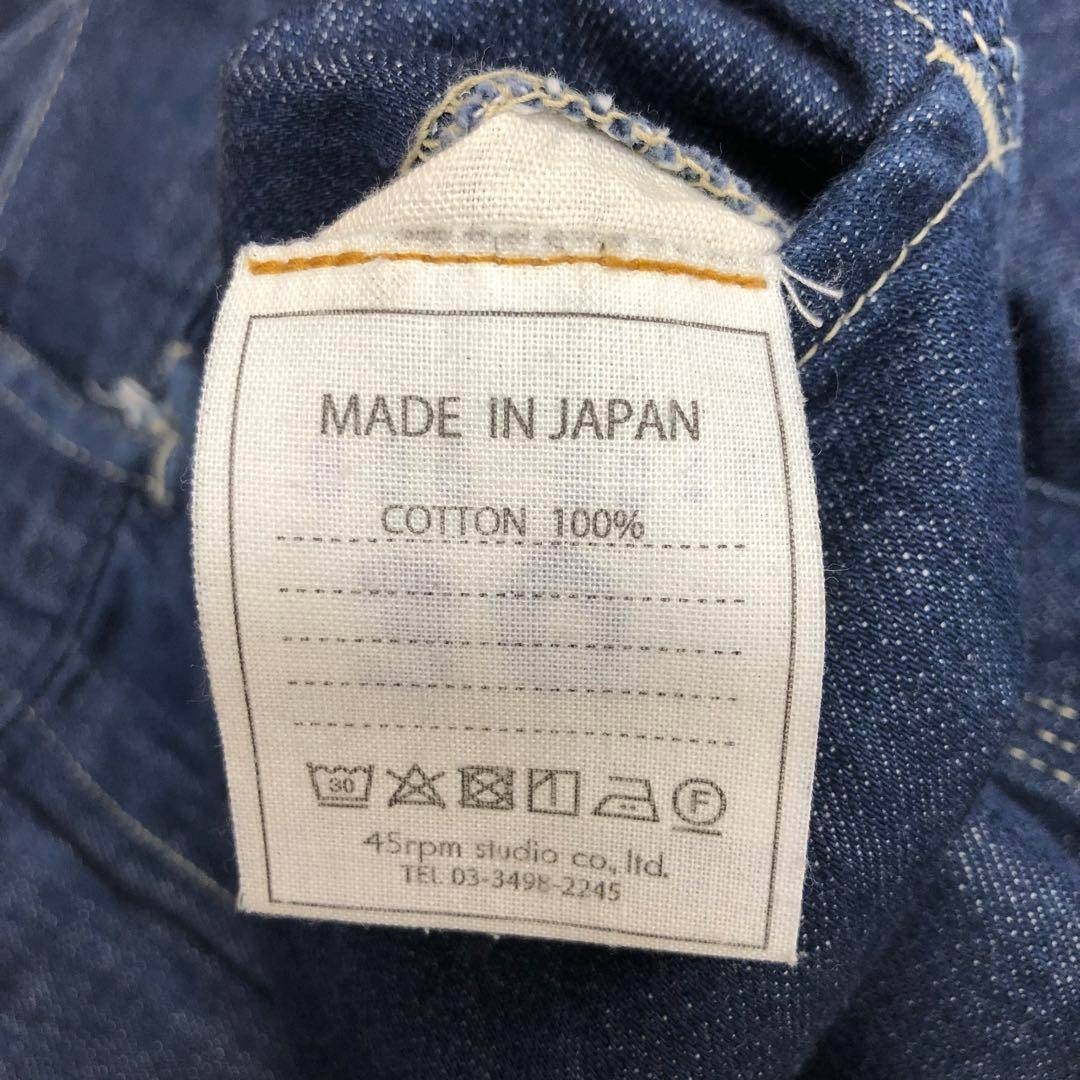 MADE IN JAPAN
COTTON 100%
30 F
45rpm studio co., ltd.
TEL 03-3498-2245